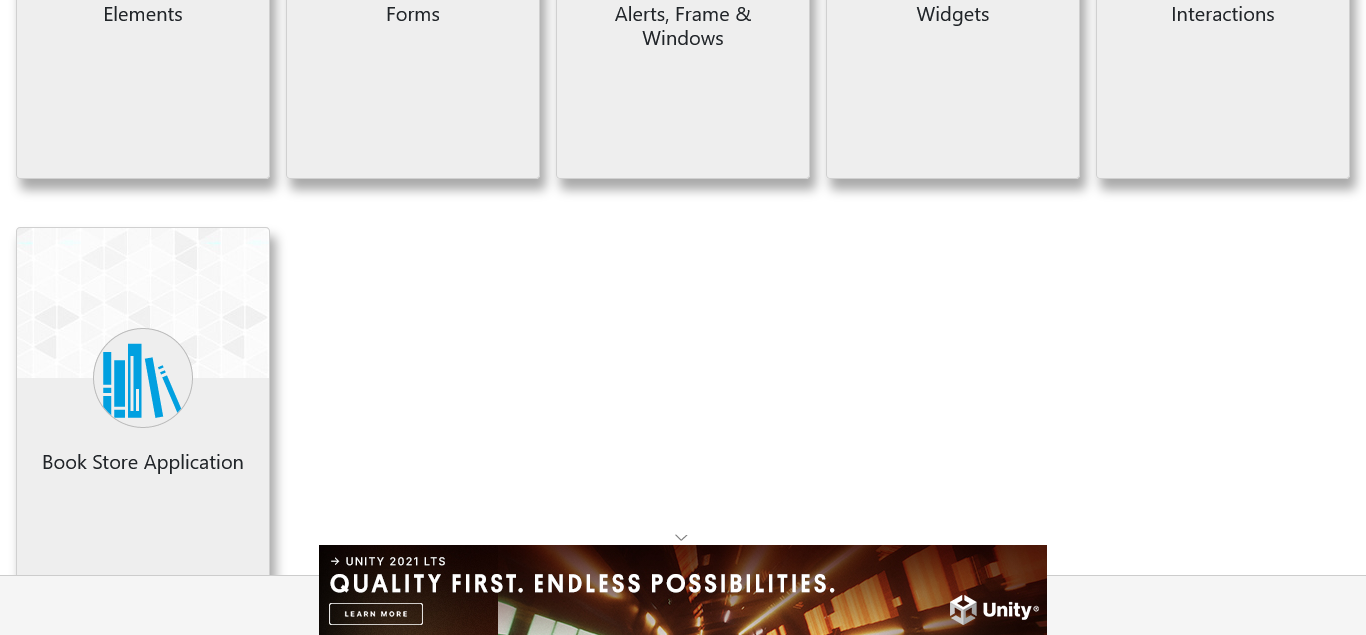 Elements
Forms
Alerts, Frame &
Windows
Widgets
Interactions
Book Store Application
→ UNITY 2021 LTS
QUALITY FIRST. ENDLESS POSSIBILITIES.
LEARN MORE
Unity®